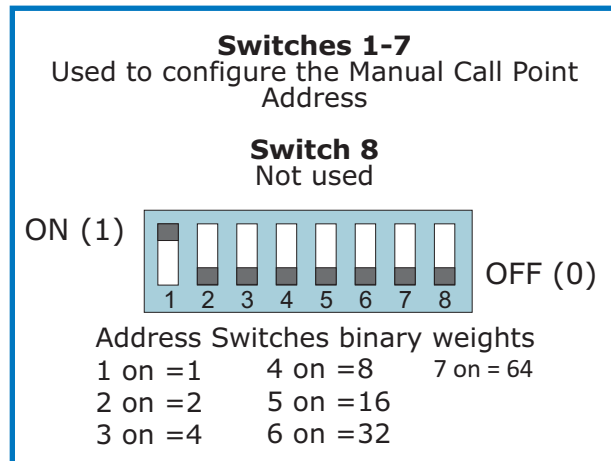 Switches 1-7
Used to configure the Manual Call Point
Address
Switch 8
Not used
ON (1)
OFF (0)
1 2 3 4 5 6 7 8
Address Switches binary weights
1 on =1 4 on =8 7 on = 64
2 on =2 5 on =16
3 on =4 6 on =32